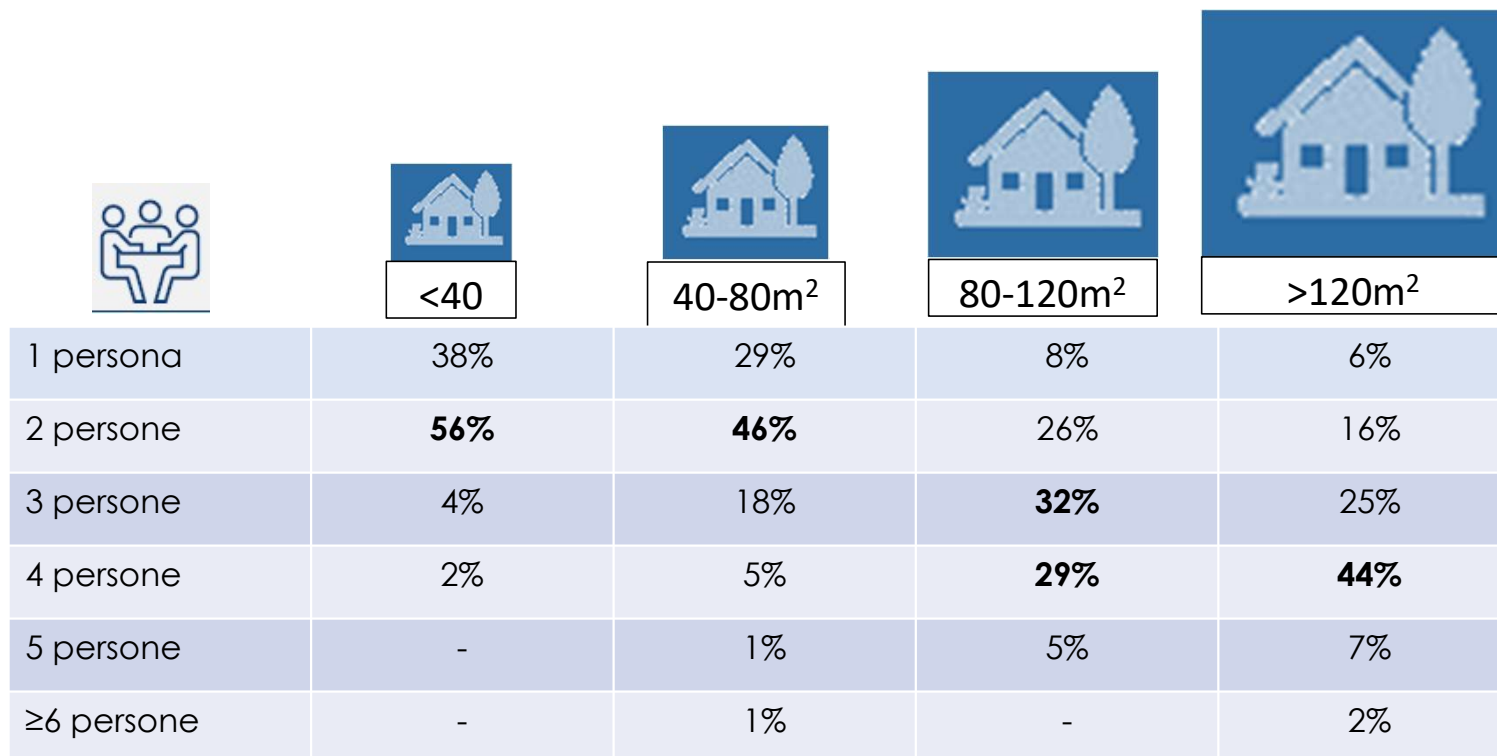 <40 40-80m² 80-120m² >120m²
1 persona 38% 29% 8% 6%
2 persone 56% 46% 26% 16%
3 persone 4% 18% 32% 25%
4 persone 2% 5% 29% 44%
5 persone - 1% 5% 7%
≥6 persone - 1% - 2%